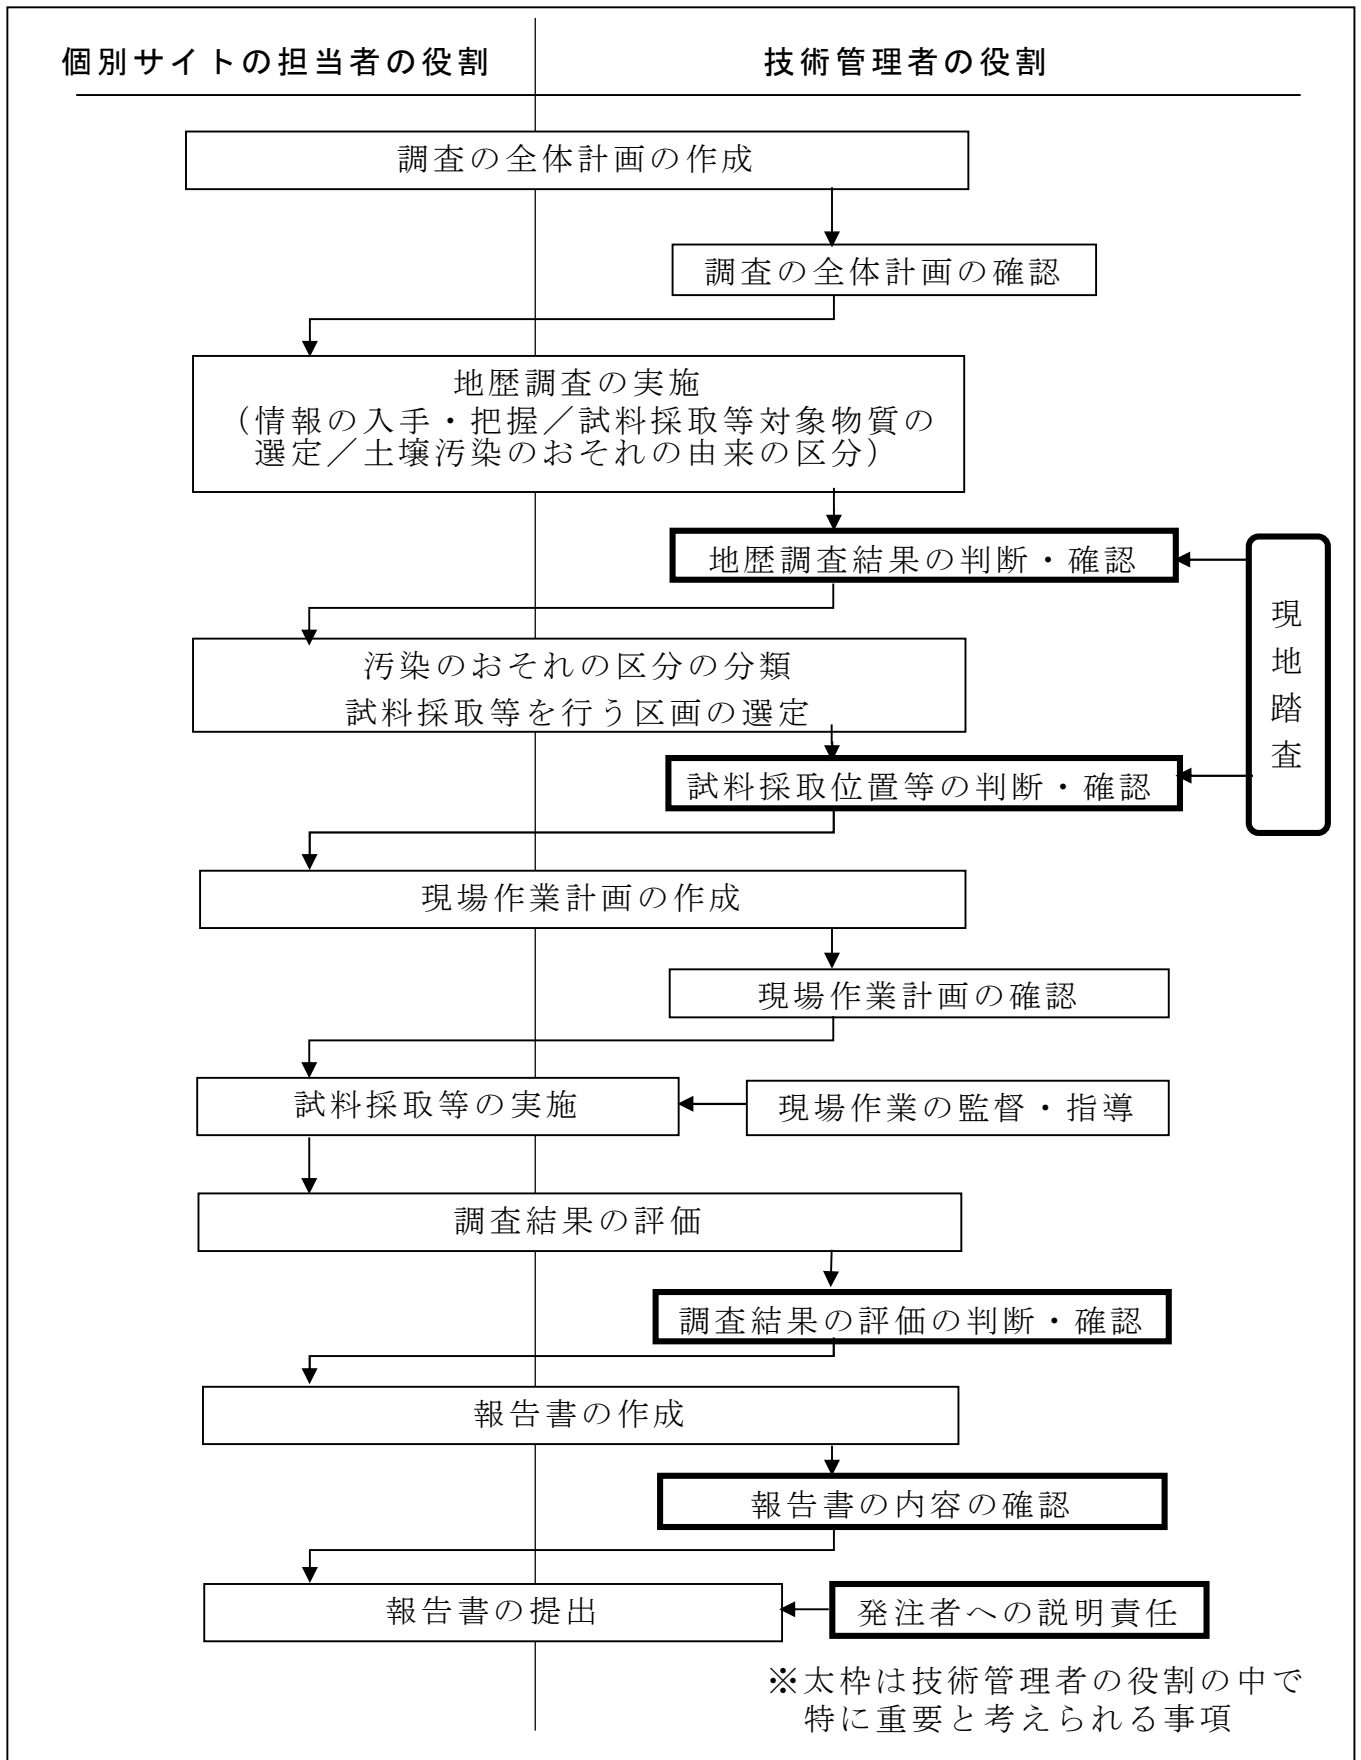 個別サイトの担当者の役割
技術管理者の役割
調査の全体計画の作成
調査の全体計画の確認
地歴調査の実施
（情報の入手・把握／試料採取等対象物質の
選定／土壌汚染のおそれの由来の区分）
地歴調査結果の判断・確認
現地踏査
汚染のおそれの区分の分類
試料採取等を行う区画の選定
試料採取位置等の判断・確認
現場作業計画の作成
現場作業計画の確認
試料採取等の実施
現場作業の監督・指導
調査結果の評価
調査結果の評価の判断・確認
報告書の作成
報告書の内容の確認
報告書の提出
発注者への説明責任
※太枠は技術管理者の役割の中で
特に重要と考えられる事項